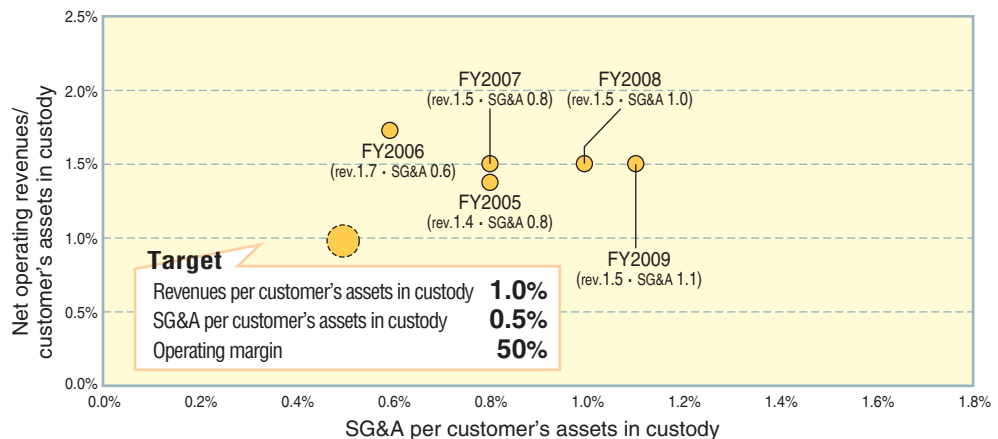 2.5%
2.0%
1.5%
1.0%
0.5%
0.0%
Net operating revenues/
customer's assets in custody
FY2007
(rev.1.5・SG&A 0.8)
FY2008
(rev.1.5・SG&A 1.0)
FY2006
(rev.1.7・SG&A 0.6)
FY2005
(rev.1.4・SG&A 0.8)
FY2009
(rev.1.5・SG&A 1.1)
Target
Revenues per customer's assets in custody 1.0%
SG&A per customer's assets in custody 0.5%
Operating margin 50%
0.0% 0.2% 0.4% 0.6% 0.8% 1.0% 1.2% 1.4% 1.6% 1.8%
SG&A per customer's assets in custody